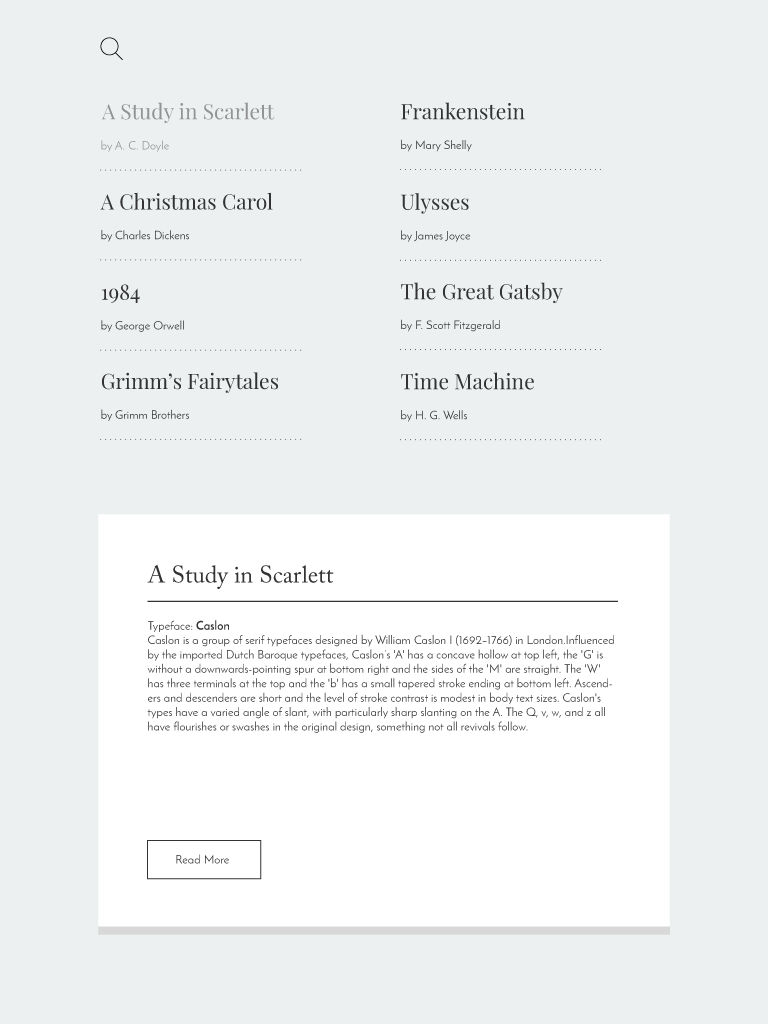 A Study in Scarlett
by A. C. Doyle
A Christmas Carol
by Charles Dickens
1984
by George Orwell
Grimm’s Fairytales
by Grimm Brothers
Frankenstein
by Mary Shelly
Ulysses
by James Joyce
The Great Gatsby
by F. Scott Fitzgerald
Time Machine
by H. G. Wells
A Study in Scarlett
Typeface: Caslon
Caslon is a group of serif typefaces designed by William Caslon I (1692–1766) in London.Influenced
by the imported Dutch Baroque typefaces, Caslon's 'A' has a concave hollow at top left, the 'G' is
without a downwards-pointing spur at bottom right and the sides of the 'M' are straight. The 'W'
has three terminals at the top and the 'b' has a small tapered stroke ending at bottom left. Ascend-
ers and descenders are short and the level of stroke contrast is modest in body text sizes. Caslon's
types have a varied angle of slant, with particularly sharp slanting on the A. The Q, v, w, and z all
have flourishes or swashes in the original design, something not all revivals follow.
Read More